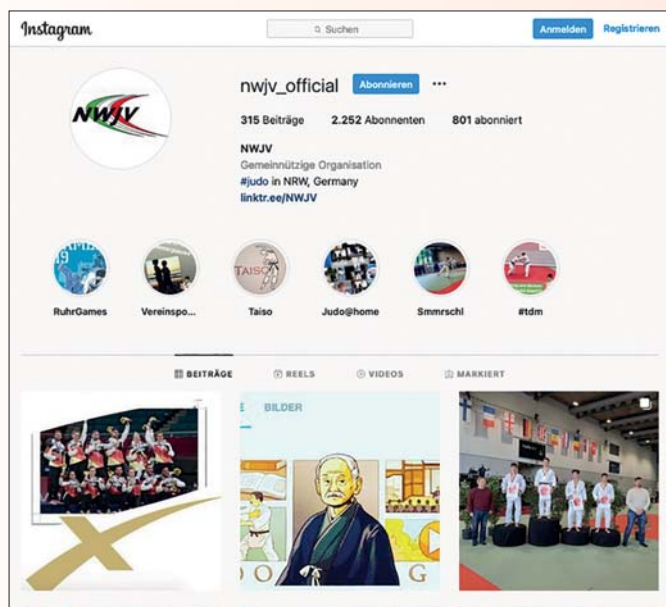 Instagram
Suchen
Anmelden Registrieren
NWJV
nwjv_official Abonnieren
315 Beiträge 2.252 Abonnenten 801 abonniert
NWJV
Gemeinnützige Organisation
#judo in NRW, Germany
linktr.ee/NWJV
19
TAISO
RuhrGames Vereinspo... Taiso Judo@home Smmrschl #tdm
BEITRÄGE REELS VIDEOS MARKIERT
E BILDER
O G